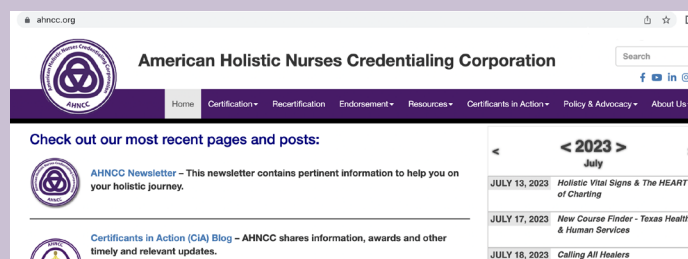 ahncc.org
American Holistic Nurses Credentialing Corporation
Search
AHNCC
Home Certification Recertification Endorsement Resources Certificants in Action Policy & Advocacy About Us
Check out our most recent pages and posts:
< < 2023 >
July
AHNCC Newsletter – This newsletter contains pertinent information to help you on
your holistic journey.
JULY 13, 2023 Holistic Vital Signs & The HEART
of Charting
JULY 17, 2023 New Course Finder - Texas Health
& Human Services
Certificants in Action (CiA) Blog – AHNCC shares information, awards and other
timely and relevant updates.
JULY 18, 2023 Calling All Healers